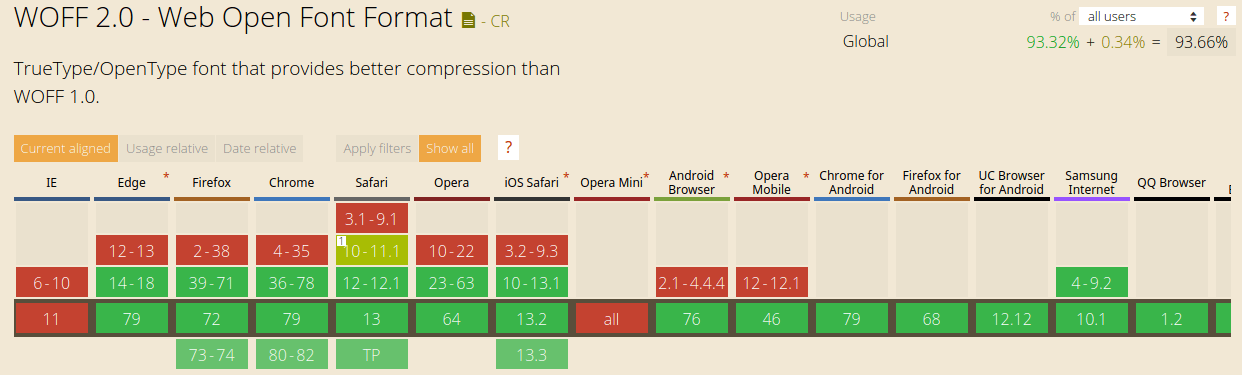 WOFF 2.0 - Web Open Font Format - CR
Usage % of all users ?
Global 93.32% + 0.34% = 93.66%
TrueType/OpenType font that provides better compression than
WOFF 1.0.
Current aligned Usage relative Date relative Apply filters Show all ?
IE Edge * Firefox Chrome Safari Opera iOS Safari * Opera Mini * Android Browser * Opera Mobile * Chrome for Android Firefox for Android UC Browser for Android Samsung Internet QQ Browser
3.1-9.1
12-13 2-38 4-35 1 10-11.1 10-22 3.2-9.3
6-10 14-18 39-71 36-78 12-12.1 23-63 10-13.1 2.1-4.4.4 12-12.1 4-9.2
11 79 72 79 13 64 13.2 all 76 46 79 68 12.12 10.1 1.2
73-74 80-82 TP 13.3